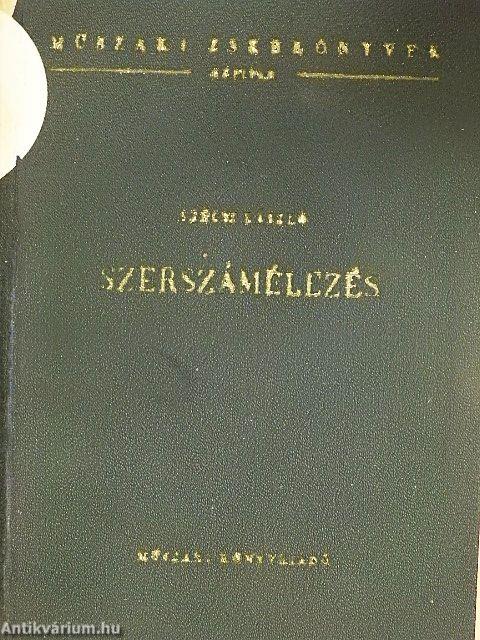 MŰSZAKI ZSEBKÖNYVEK
SZERSZÁMÉLEZÉS
MŰSZAKI KÖNYVKIADÓ
Antikvárium.hu